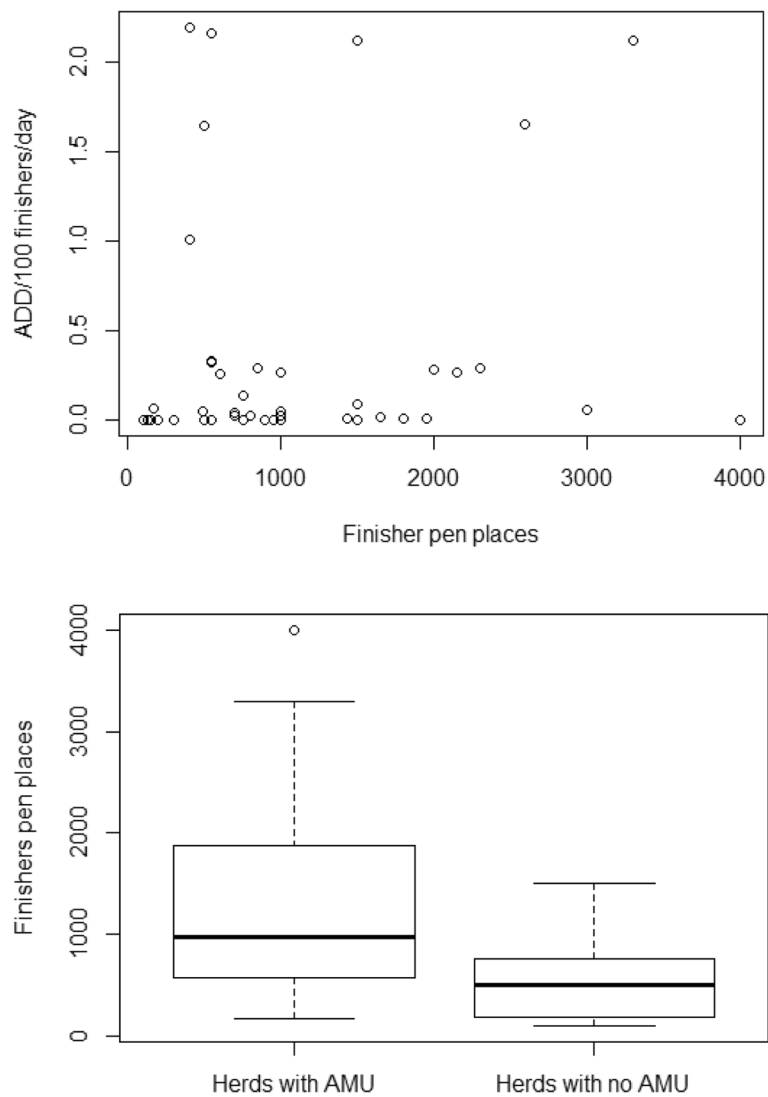 2.0
1.5
1.0
0.5
0.0
ADD/100 finishers/day
0 1000 2000 3000 4000
Finisher pen places
4000
3000
2000
1000
0
Finishers pen places
Herds with AMU Herds with no AMU